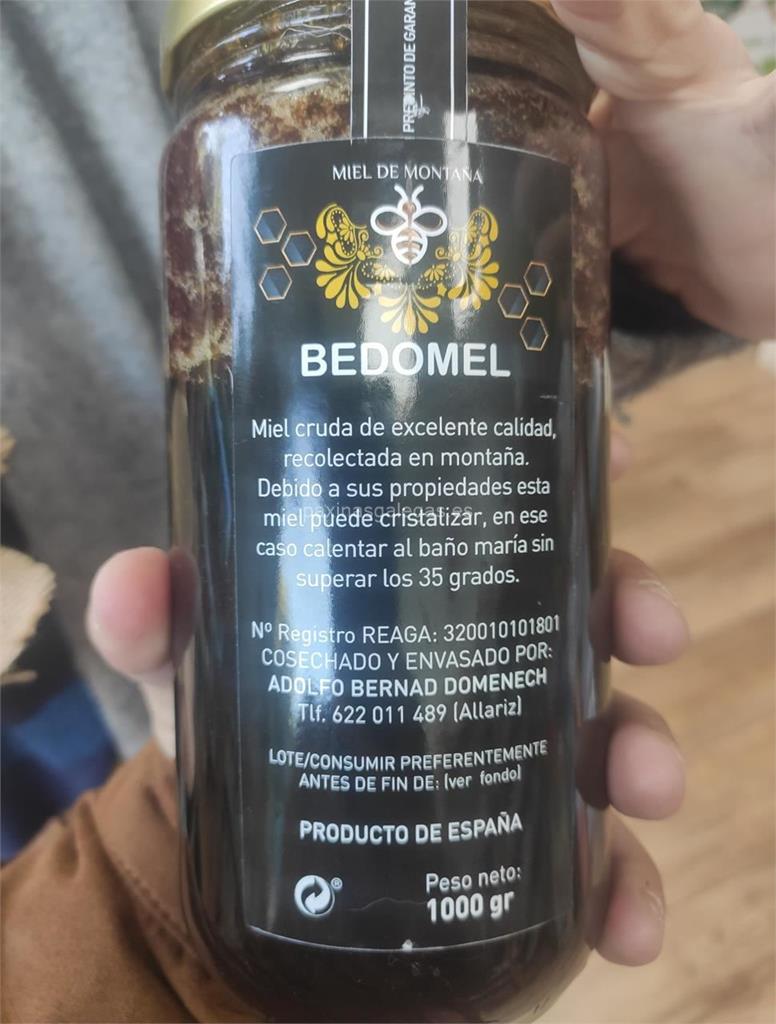 PRECINTO DE GARAN
MIEL DE MONTAÑA
BEDOMEL
Miel cruda de excelente calidad,
recolectada en montaña.
Debido a sus propiedades esta
miel puede cristalizar, en ese
caso calentar al baño maría sin
superar los 35 grados.
paxinasgalegas.es
Nº Registro REAGA: 320010101801
COSECHADO Y ENVASADO POR:
ADOLFO BERNAD DOMENECH
Tlf. 622 011 489 (Allariz)
LOTE/CONSUMIR PREFERENTEMENTE
ANTES DE FIN DE: (ver fondo)
PRODUCTO DE ESPAÑA
®
Peso neto:
1000 gr